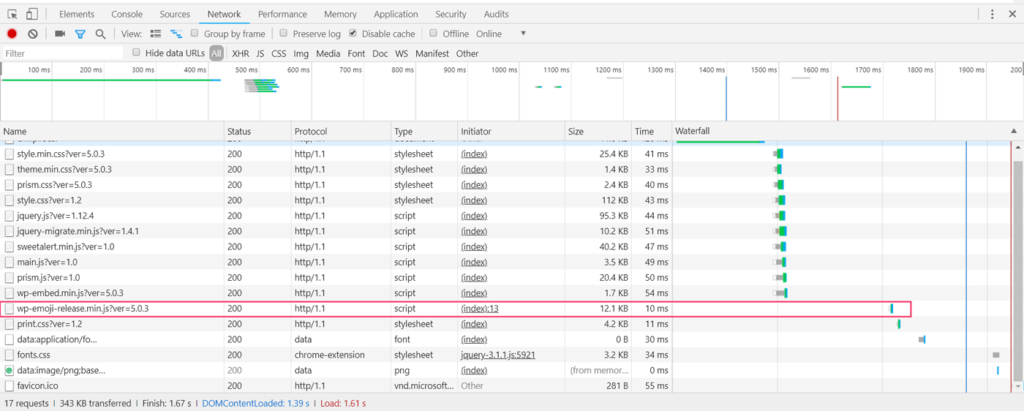 Elements Console Sources Network Performance Memory Application Security Audits
View: Group by frame Preserve log Disable cache Offline Online
Filter Hide data URLs All XHR JS CSS Img Media Font Doc WS Manifest Other
100 ms 200 ms 300 ms 400 ms 500 ms 600 ms 700 ms 800 ms 900 ms 1000 ms 1100 ms 1200 ms 1300 ms 1400 ms 1500 ms 1600 ms 1700 ms 1800 ms 1900 ms 200
Name Status Protocol Type Initiator Size Time Waterfall
style.min.css?ver=5.0.3 200 http/1.1 stylesheet (index) 25.4 KB 41 ms
theme.min.css?ver=5.0.3 200 http/1.1 stylesheet (index) 1.4 KB 33 ms
prism.css?ver=5.0.3 200 http/1.1 stylesheet (index) 2.4 KB 40 ms
style.css?ver=1.2 200 http/1.1 stylesheet (index) 112 KB 43 ms
jquery.js?ver=1.12.4 200 http/1.1 script (index) 95.3 KB 44 ms
jquery-migrate.min.js?ver=1.4.1 200 http/1.1 script (index) 10.2 KB 51 ms
sweetalert.min.js?ver=1.0 200 http/1.1 script (index) 40.2 KB 47 ms
main.js?ver=1.0 200 http/1.1 script (index) 3.5 KB 49 ms
prism.js?ver=1.0 200 http/1.1 script (index) 20.4 KB 50 ms
wp-embed.min.js?ver=5.0.3 200 http/1.1 script (index) 1.7 KB 54 ms
wp-emoji-release.min.js?ver=5.0.3 200 http/1.1 script (index):13 12.1 KB 10 ms
print.css?ver=1.2 200 http/1.1 stylesheet (index) 4.2 KB 11 ms
data:application/fo... 200 data font (index) 0 B 30 ms
fonts.css 200 chrome-extension stylesheet jquery-3.1.1.js:5921 3.2 KB 34 ms
data:image/png;base... 200 data png (index) (from memor... 0 ms
favicon.ico 200 http/1.1 vnd.microsoft... Other 281 B 55 ms
17 requests | 343 KB transferred | Finish: 1.67 s | DOMContentLoaded: 1.39 s | Load: 1.61 s